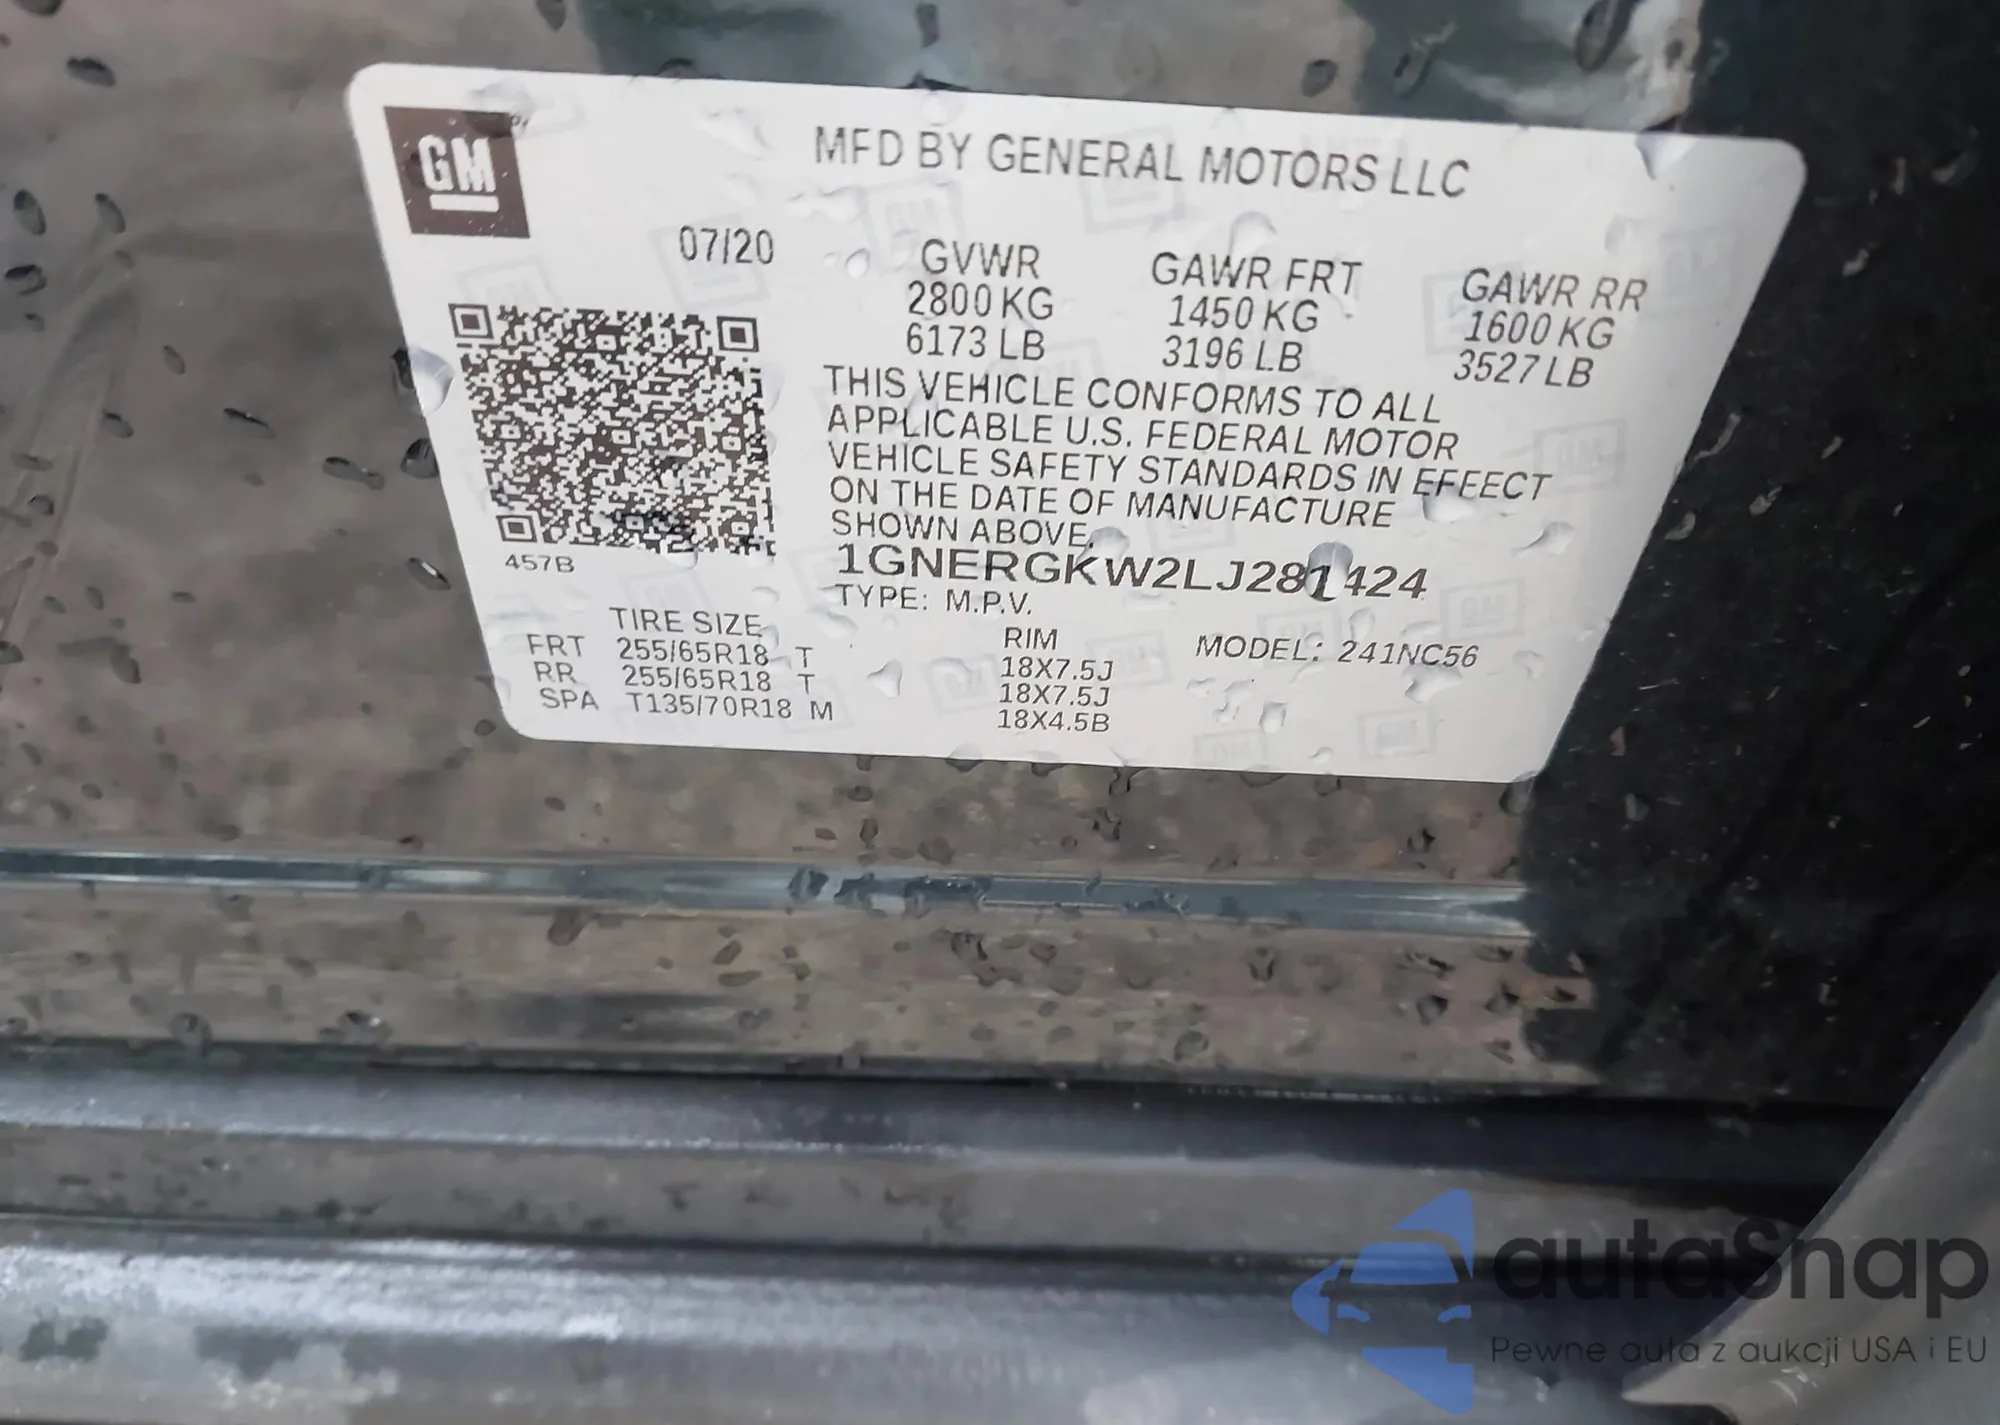 GM
MFD BY GENERAL MOTORS LLC
07/20
GVWR GAWR FRT GAWR RR
2800 KG 1450 KG 1600 KG
6173 LB 3196 LB 3527 LB
THIS VEHICLE CONFORMS TO ALL
APPLICABLE U.S. FEDERAL MOTOR
VEHICLE SAFETY STANDARDS IN EFFECT
ON THE DATE OF MANUFACTURE
SHOWN ABOVE.
1GNERGKW2LJ281424
457B
TYPE: M.P.V.
TIRE SIZE RIM MODEL: 241NC56
FRT 255/65R18 T 18X7.5J
RR 255/65R18 T 18X7.5J
SPA T135/70R18 M 18X4.5B
autaSnap
Pewne auta z aukcji USA i EU